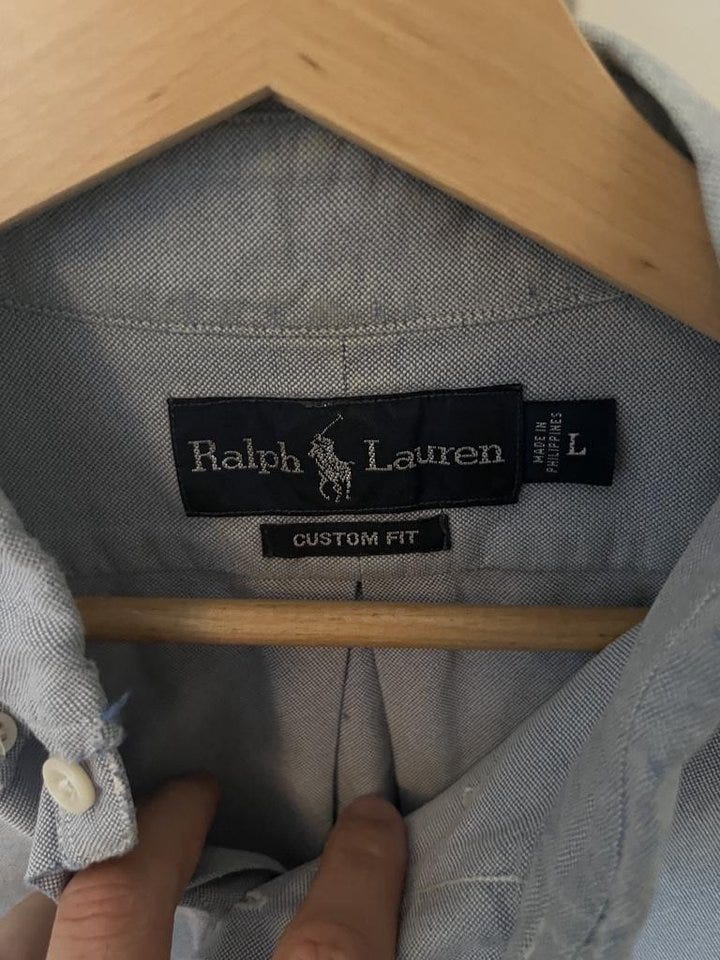 Ralph Lauren
MADE IN
PHILIPPINES
L
CUSTOM FIT